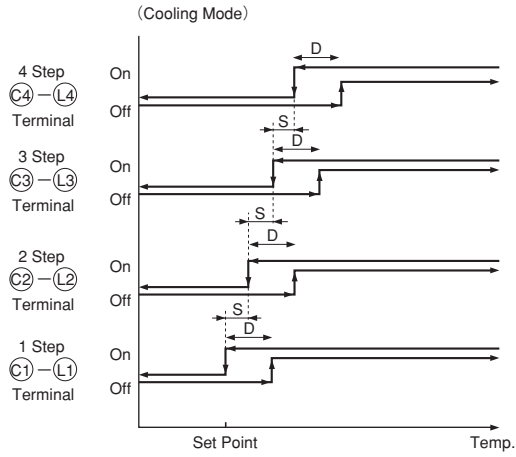 (Cooling Mode)
D
4 Step
On
C4 — L4
Off
Terminal
S
D
3 Step
On
C3 — L3
Off
Terminal
S
D
2 Step
On
C2 — L2
Off
Terminal
S
D
1 Step
On
C1 — L1
Off
Terminal
Set Point
Temp.